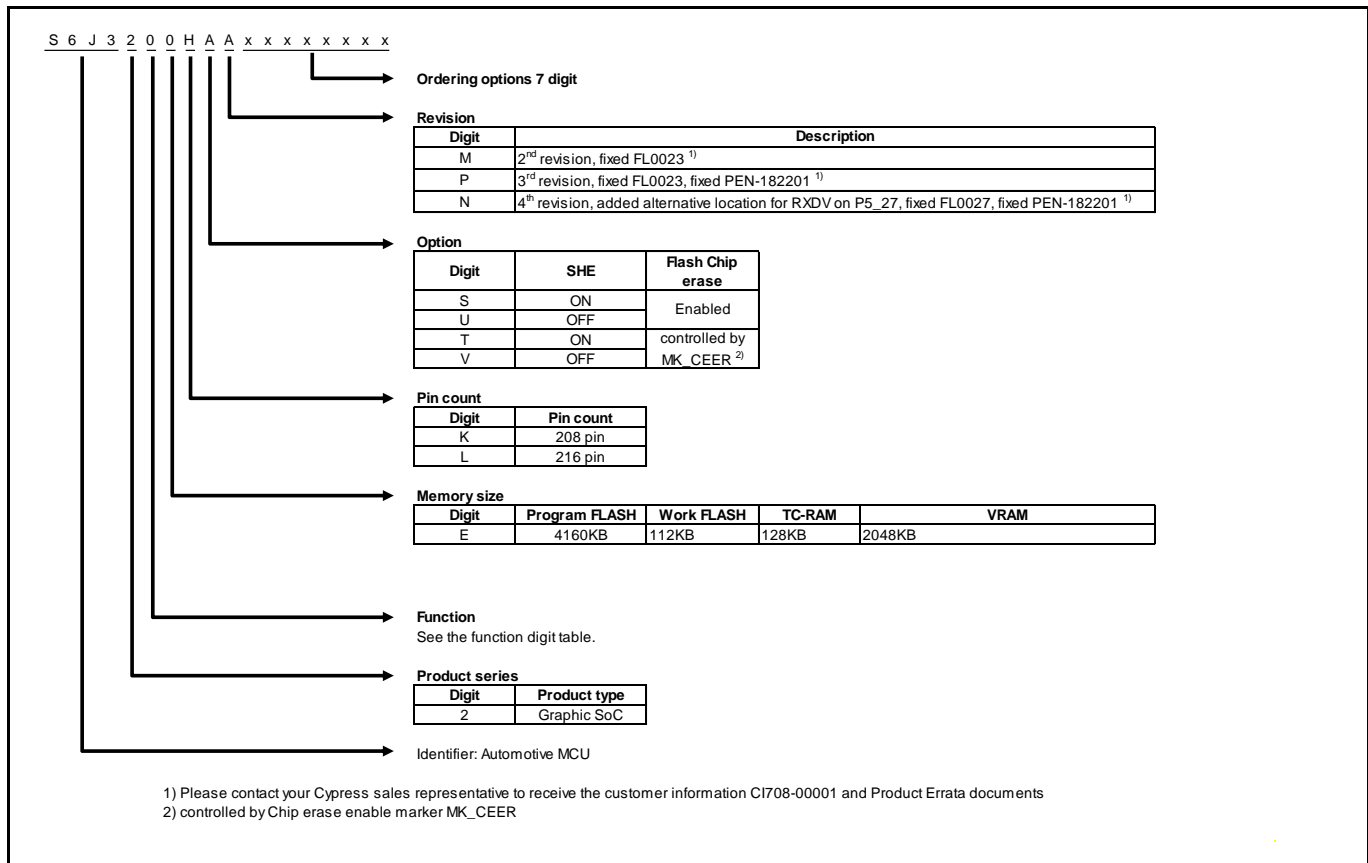 S 6 J 3 2 0 0 H A A x x x x x x x x
Ordering options 7 digit
Revision
Digit Description
M 2nd revision, fixed FL0023 1)
P 3rd revision, fixed FL0023, fixed PEN-182201 1)
N 4th revision, added alternative location for RXDV on P5_27, fixed FL0027, fixed PEN-182201 1)
Option
Digit SHE Flash Chip erase
S ON Enabled
U OFF
T ON controlled by
V OFF MK_CEER 2)
Pin count
Digit Pin count
K 208 pin
L 216 pin
Memory size
Digit Program FLASH Work FLASH TC-RAM VRAM
E 4160KB 112KB 128KB 2048KB
Function
See the function digit table.
Product series
Digit Product type
2 Graphic SoC
Identifier: Automotive MCU
1) Please contact your Cypress sales representative to receive the customer information CI708-00001 and Product Errata documents
2) controlled by Chip erase enable marker MK_CEER